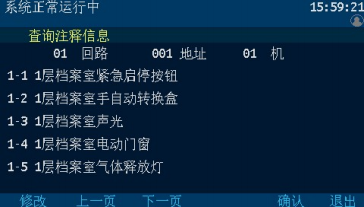 系统正常运行中 15:59:21
查询注释信息
01 回路 001 地址 01 机
1-1 1层档案室紧急启停按钮
1-2 1层档案室手自动转换盒
1-3 1层档案室声光
1-4 1层档案室电动门窗
1-5 1层档案室气体释放灯
修改 上一页 下一页 确认 退出